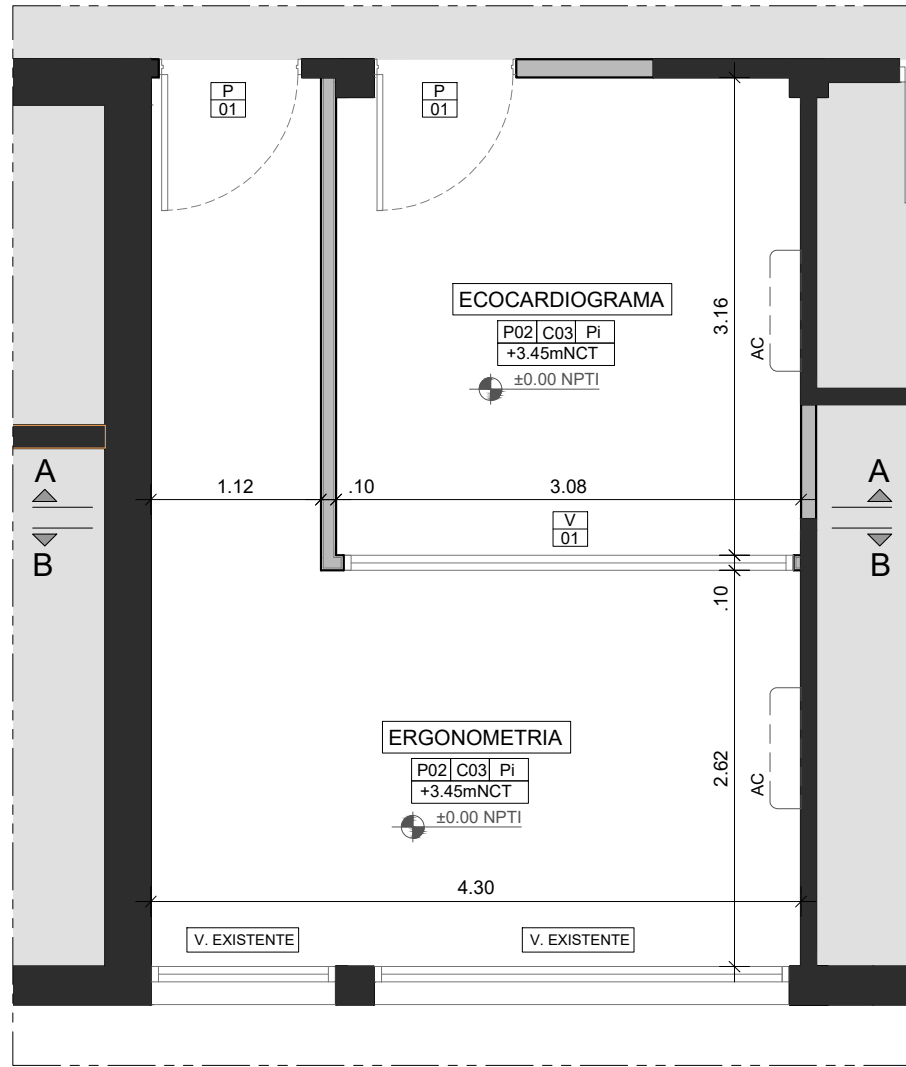 P
01
P
01
ECOCARDIOGRAMA
P02 C03 Pi
+3.45mNCT
±0.00 NPTI
3.16
AC
A
B
A
B
1.12
.10
3.08
V
01
.10
ERGONOMETRIA
P02 C03 Pi
+3.45mNCT
±0.00 NPTI
2.62
AC
4.30
V. EXISTENTE
V. EXISTENTE